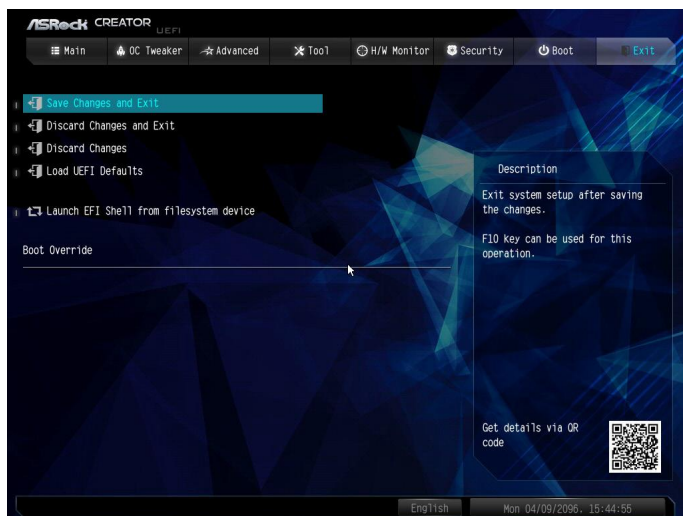 ASRock CREATOR
UEFI
Main OC Tweaker Advanced Tool H/W Monitor Security Boot Exit
Save Changes and Exit
Discard Changes and Exit
Discard Changes
Load UEFI Defaults
Launch EFI Shell from filesystem device
Boot Override
Description
Exit system setup after saving
the changes.
F10 key can be used for this
operation.
Get details via QR
code
English Mon 04/09/2096. 15:44:55